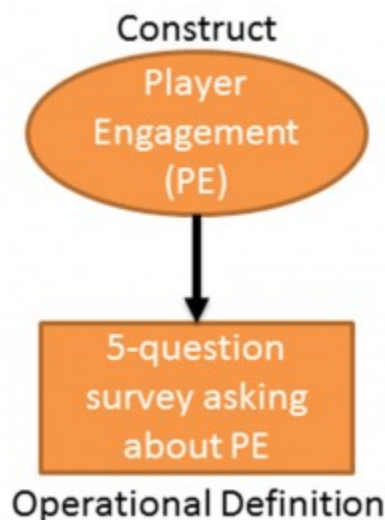 Construct
Player
Engagement
(PE)
5-question
survey asking
about PE
Operational Definition